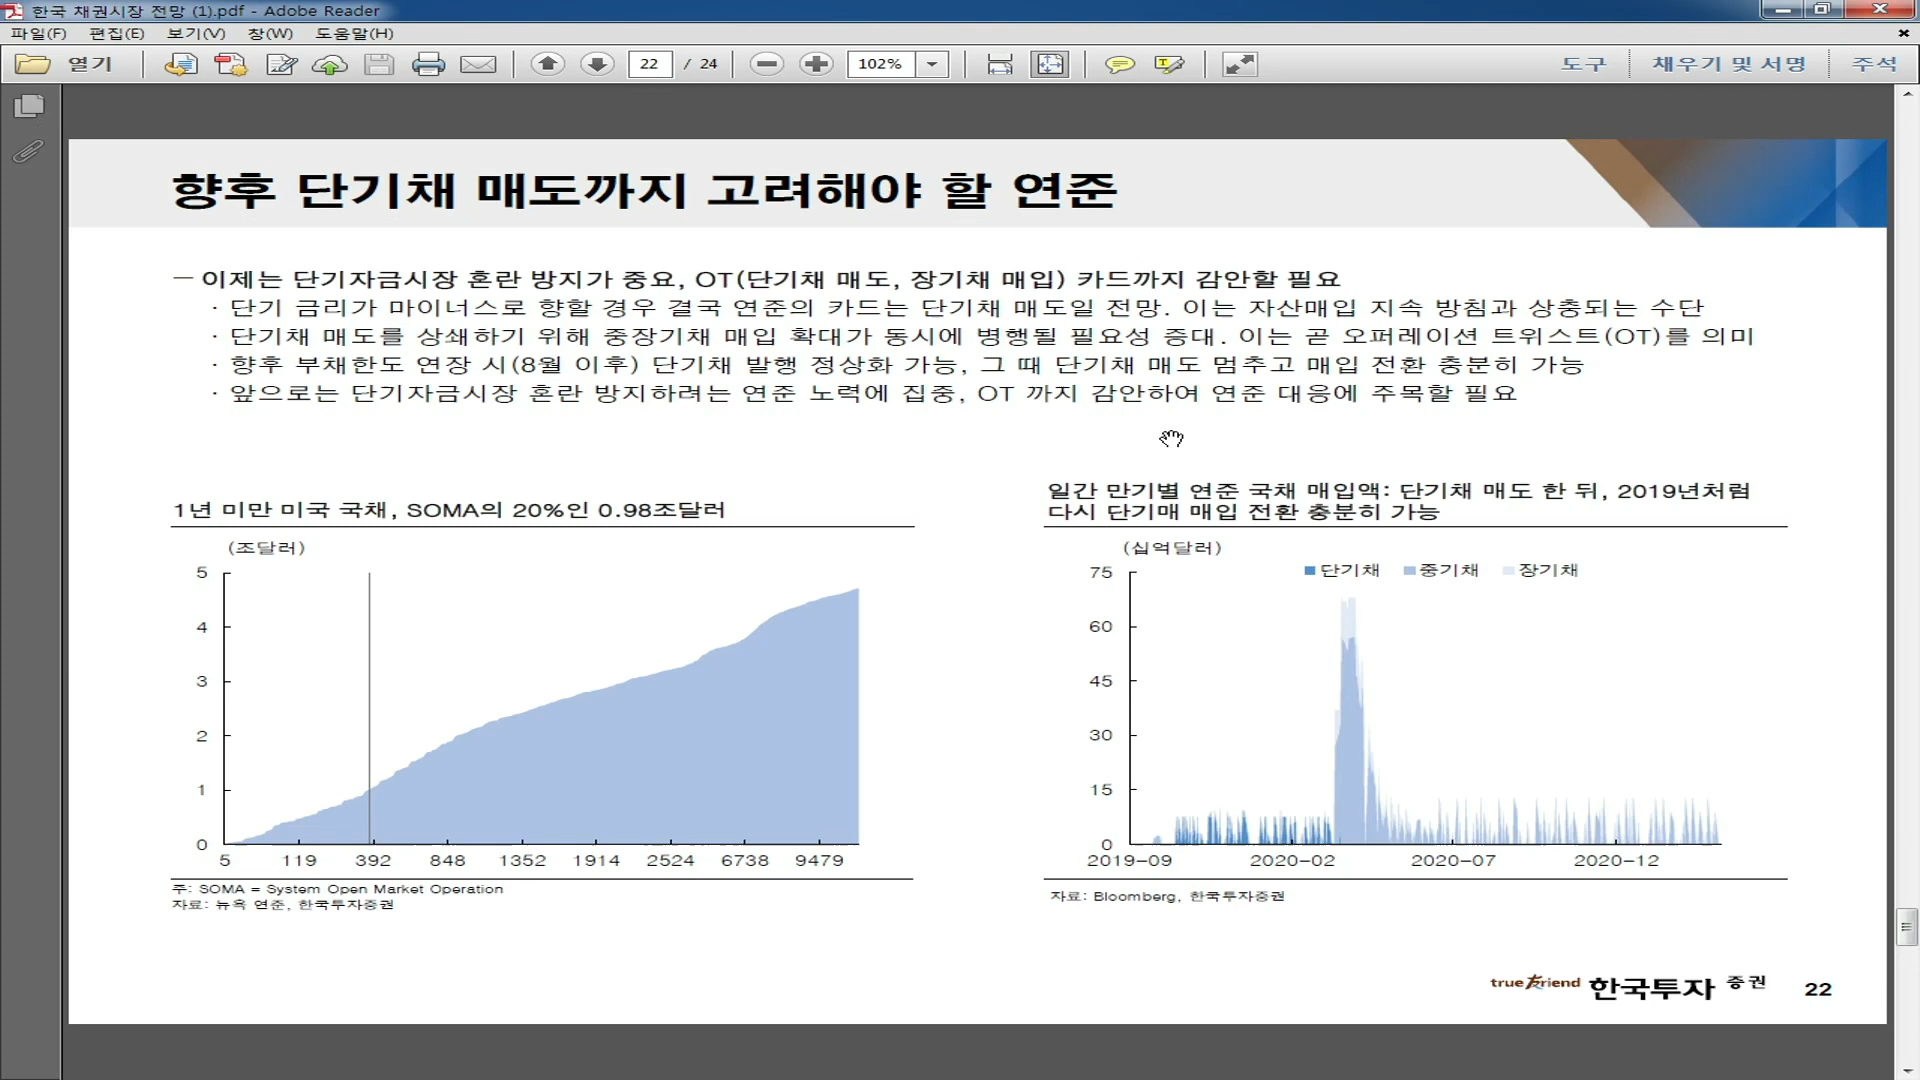 한국 채권시장 전망 (1).pdf - Adobe Reader
파일(F) 편집(E) 보기(V) 창(W) 도움말(H)
열기 22 / 24 102% 도구 채우기 및 서명 주석
향후 단기채 매도까지 고려해야 할 연준
─ 이제는 단기자금시장 혼란 방지가 중요, OT(단기채 매도, 장기채 매입) 카드까지 감안할 필요
· 단기 금리가 마이너스로 향할 경우 결국 연준의 카드는 단기채 매도일 전망. 이는 자산매입 지속 방침과 상충되는 수단
· 단기채 매도를 상쇄하기 위해 중장기채 매입 확대가 동시에 병행될 필요성 증대. 이는 곧 오퍼레이션 트위스트(OT)를 의미
· 향후 부채한도 연장 시(8월 이후) 단기채 발행 정상화 가능, 그 때 단기채 매도 멈추고 매입 전환 충분히 가능
· 앞으로는 단기자금시장 혼란 방지하려는 연준 노력에 집중, OT 까지 감안하여 연준 대응에 주목할 필요
1년 미만 미국 국채, SOMA의 20%인 0.98조달러
(조달러)
5
4
3
2
1
0
5 119 392 848 1352 1914 2524 6738 9479
주: SOMA = System Open Market Operation
자료: 뉴욕 연준, 한국투자증권
일간 만기별 연준 국채 매입액: 단기채 매도 한 뒤, 2019년처럼
다시 단기매 매입 전환 충분히 가능
(십억달러)
단기채 중기채 장기채
75
60
45
30
15
0
2019-09 2020-02 2020-07 2020-12
자료: Bloomberg, 한국투자증권
true friend 한국투자 증권 22